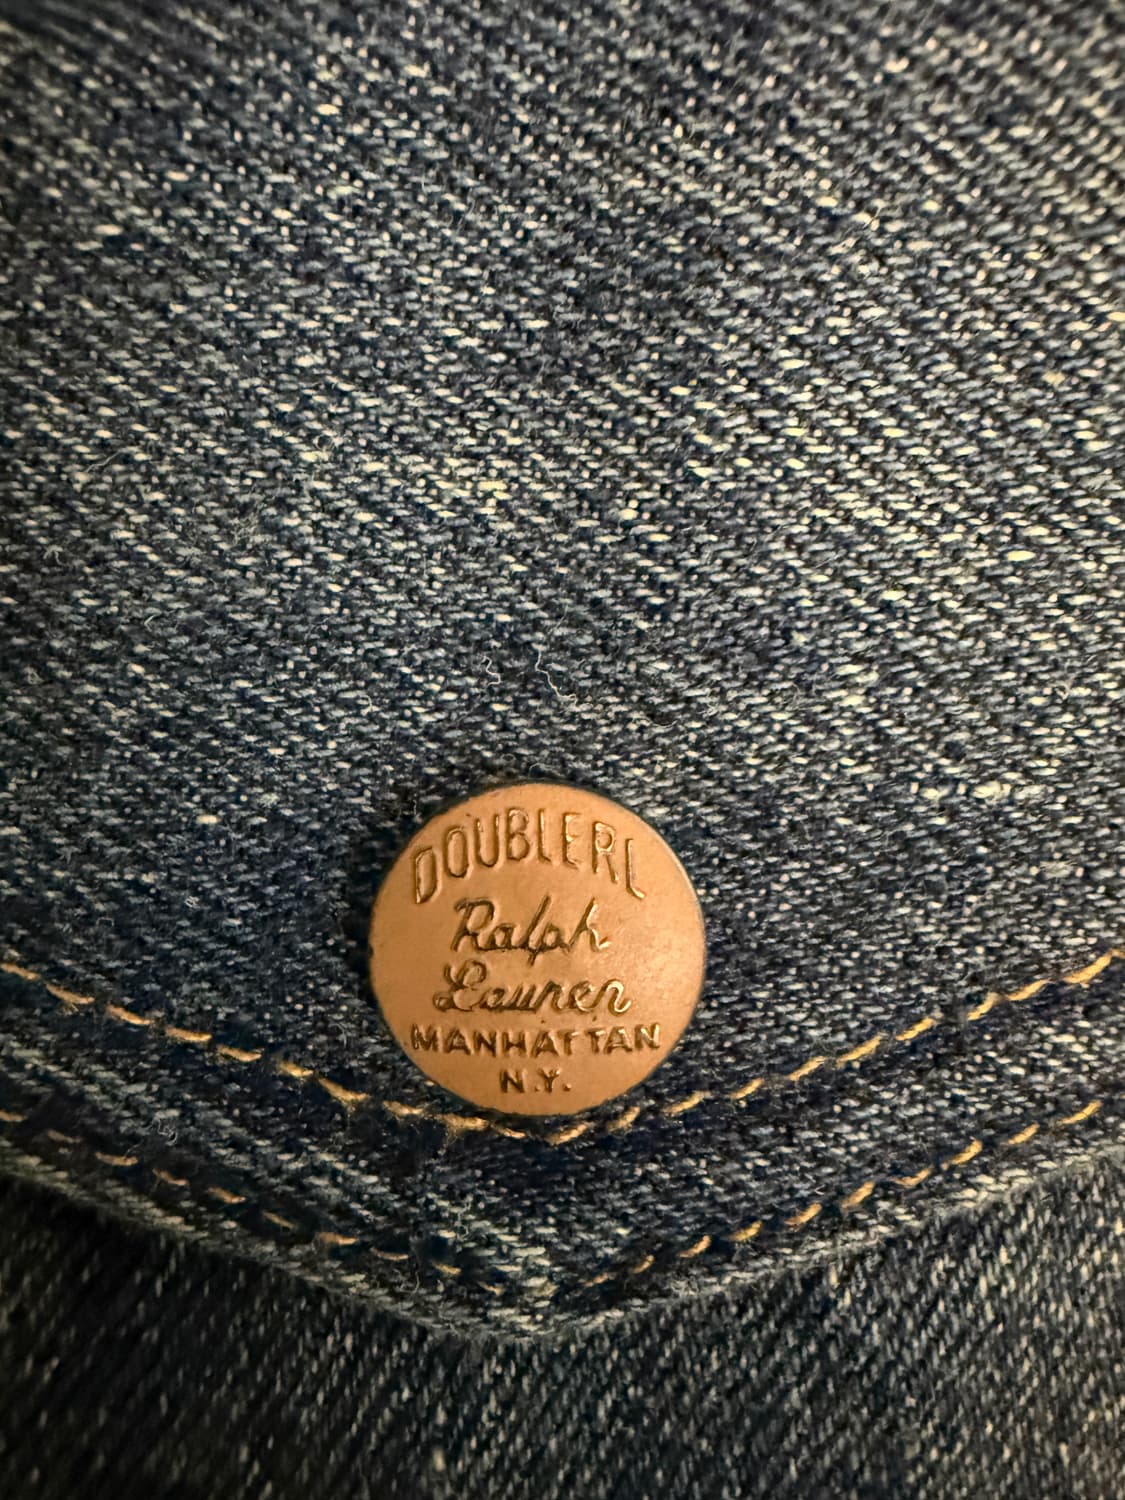 DOUBLERL
Ralph
Lauren
MANHATTAN
N.Y.